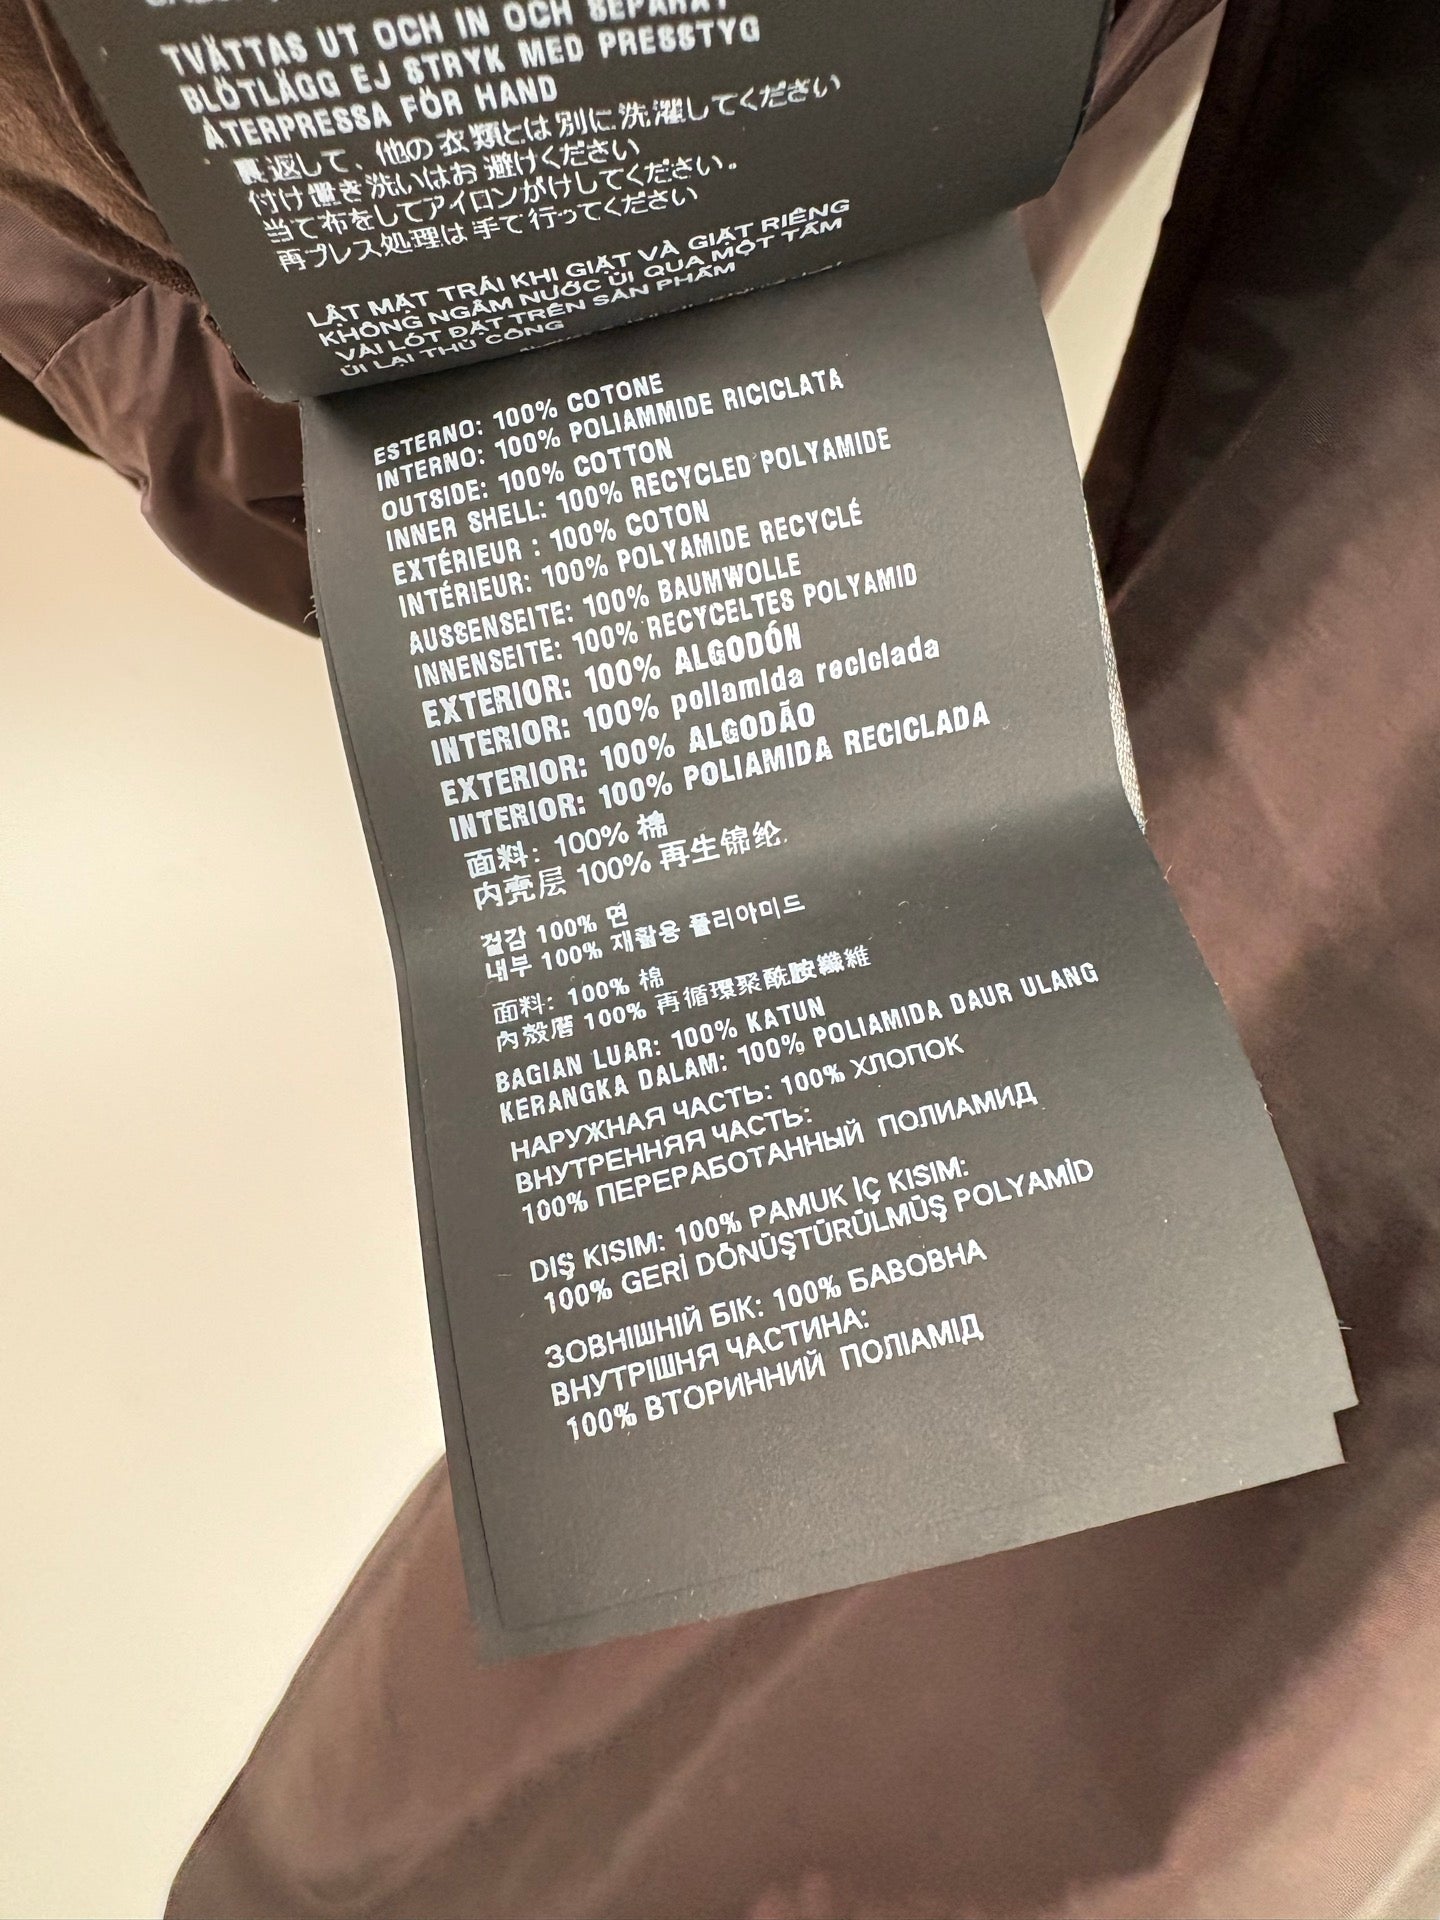 TVÄTTAS UT OCH IN OCH SEPARAT
BLÖTLÄGG EJ STRYK MED PRESSTYG
ÅTERPRESSA FÖR HAND
裏返して、他の衣類とは別に洗濯してください
付け置き洗いはお避けください
当て布をしてアイロンがけしてください。
再プレス処理は手で行ってください
LẬT MẶT TRÁI KHI GIẶT VÀ GIẶT RIÊNG
KHÔNG NGÂM NƯỚC ỦI QUA MỘT TẤM
VẢI LÓT ĐẶT TRÊN SẢN PHẨM
ỦI LẠI THỦ CÔNG
ESTERNO: 100% COTONE
INTERNO: 100% POLIAMMIDE RICICLATA
OUTSIDE: 100% COTTON
INNER SHELL: 100% RECYCLED POLYAMIDE
EXTÉRIEUR : 100% COTON
INTÉRIEUR: 100% POLYAMIDE RECYCLÉ
AUSSENSEITE: 100% BAUMWOLLE
INNENSEITE: 100% RECYCELTES POLYAMID
EXTERIOR: 100% ALGODÓN
INTERIOR: 100% poliamida reciclada
EXTERIOR: 100% ALGODÃO
INTERIOR: 100% POLIAMIDA RECICLADA
面料: 100% 棉
内壳层 100% 再生锦纶
겉감 100% 면
내부 100% 재활용 폴리아미드
面料: 100% 棉
內殼層 100% 再循環聚酰胺纖維
BAGIAN LUAR: 100% KATUN
KERANGKA DALAM: 100% POLIAMIDA DAUR ULANG
НАРУЖНАЯ ЧАСТЬ: 100% ХЛОПОК
ВНУТРЕННЯЯ ЧАСТЬ:
100% ПЕРЕРАБОТАННЫЙ ПОЛИАМИД
DIŞ KISIM: 100% PAMUK İÇ KISIM:
100% GERİ DÖNÜŞTÜRÜLMÜŞ POLYAMİD
ЗОВНІШНІЙ БІК: 100% БАВОВНА
ВНУТРІШНЯ ЧАСТИНА:
100% ВТОРИННИЙ ПОЛІАМІД